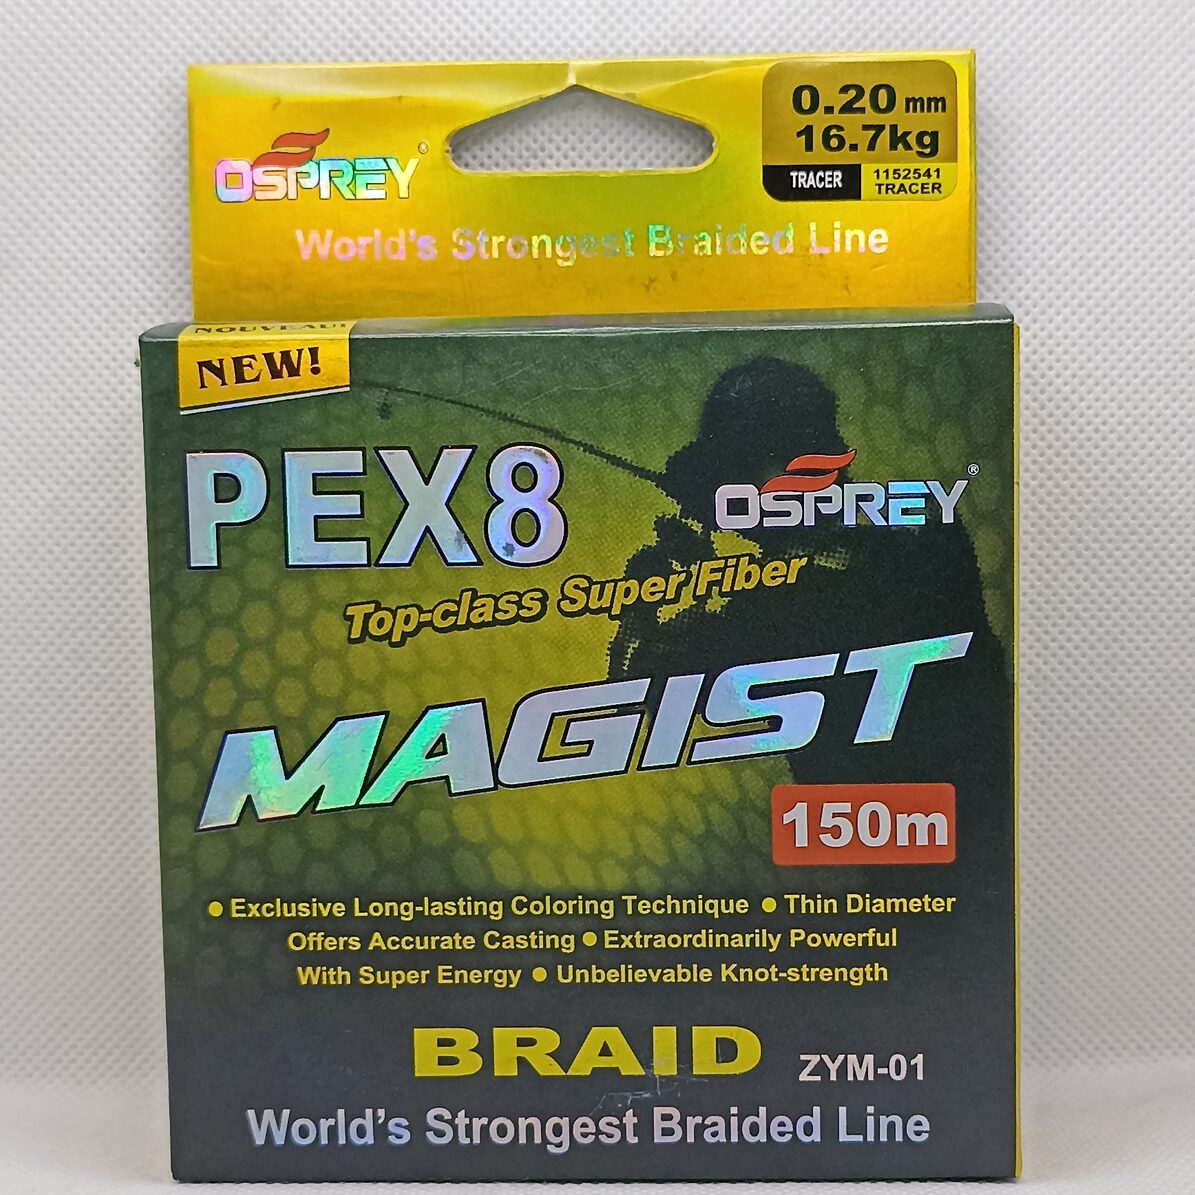 OSPREY®
0.20 mm
16.7kg
TRACER
1152541
TRACER
World's Strongest Braided Line
NOUVEAU!
NEW!
PEX8
OSPREY®
Top-class Super Fiber
MAGIST
150m
• Exclusive Long-lasting Coloring Technique • Thin Diameter
Offers Accurate Casting • Extraordinarily Powerful
With Super Energy • Unbelievable Knot-strength
BRAID
ZYM-01
World's Strongest Braided Line